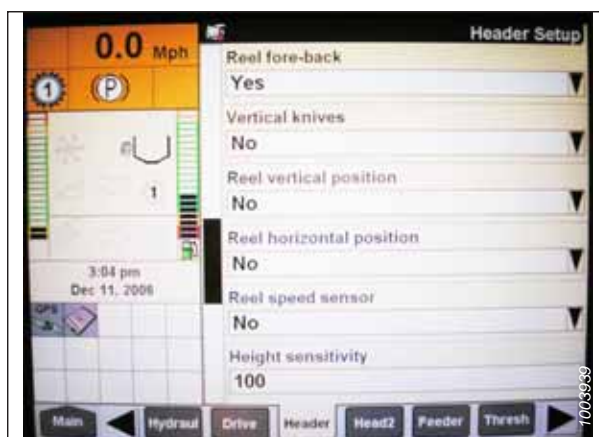 0.0 Mph
Header Setup
Reel fore-back
Yes
Vertical knives
No
Reel vertical position
No
Reel horizontal position
No
Reel speed sensor
No
Height sensitivity
100
1
P
1
3:04 pm
Dec 11, 2006
GPS
Main
Hydraul
Drive
Header
Head2
Feeder
Thresh
1003939